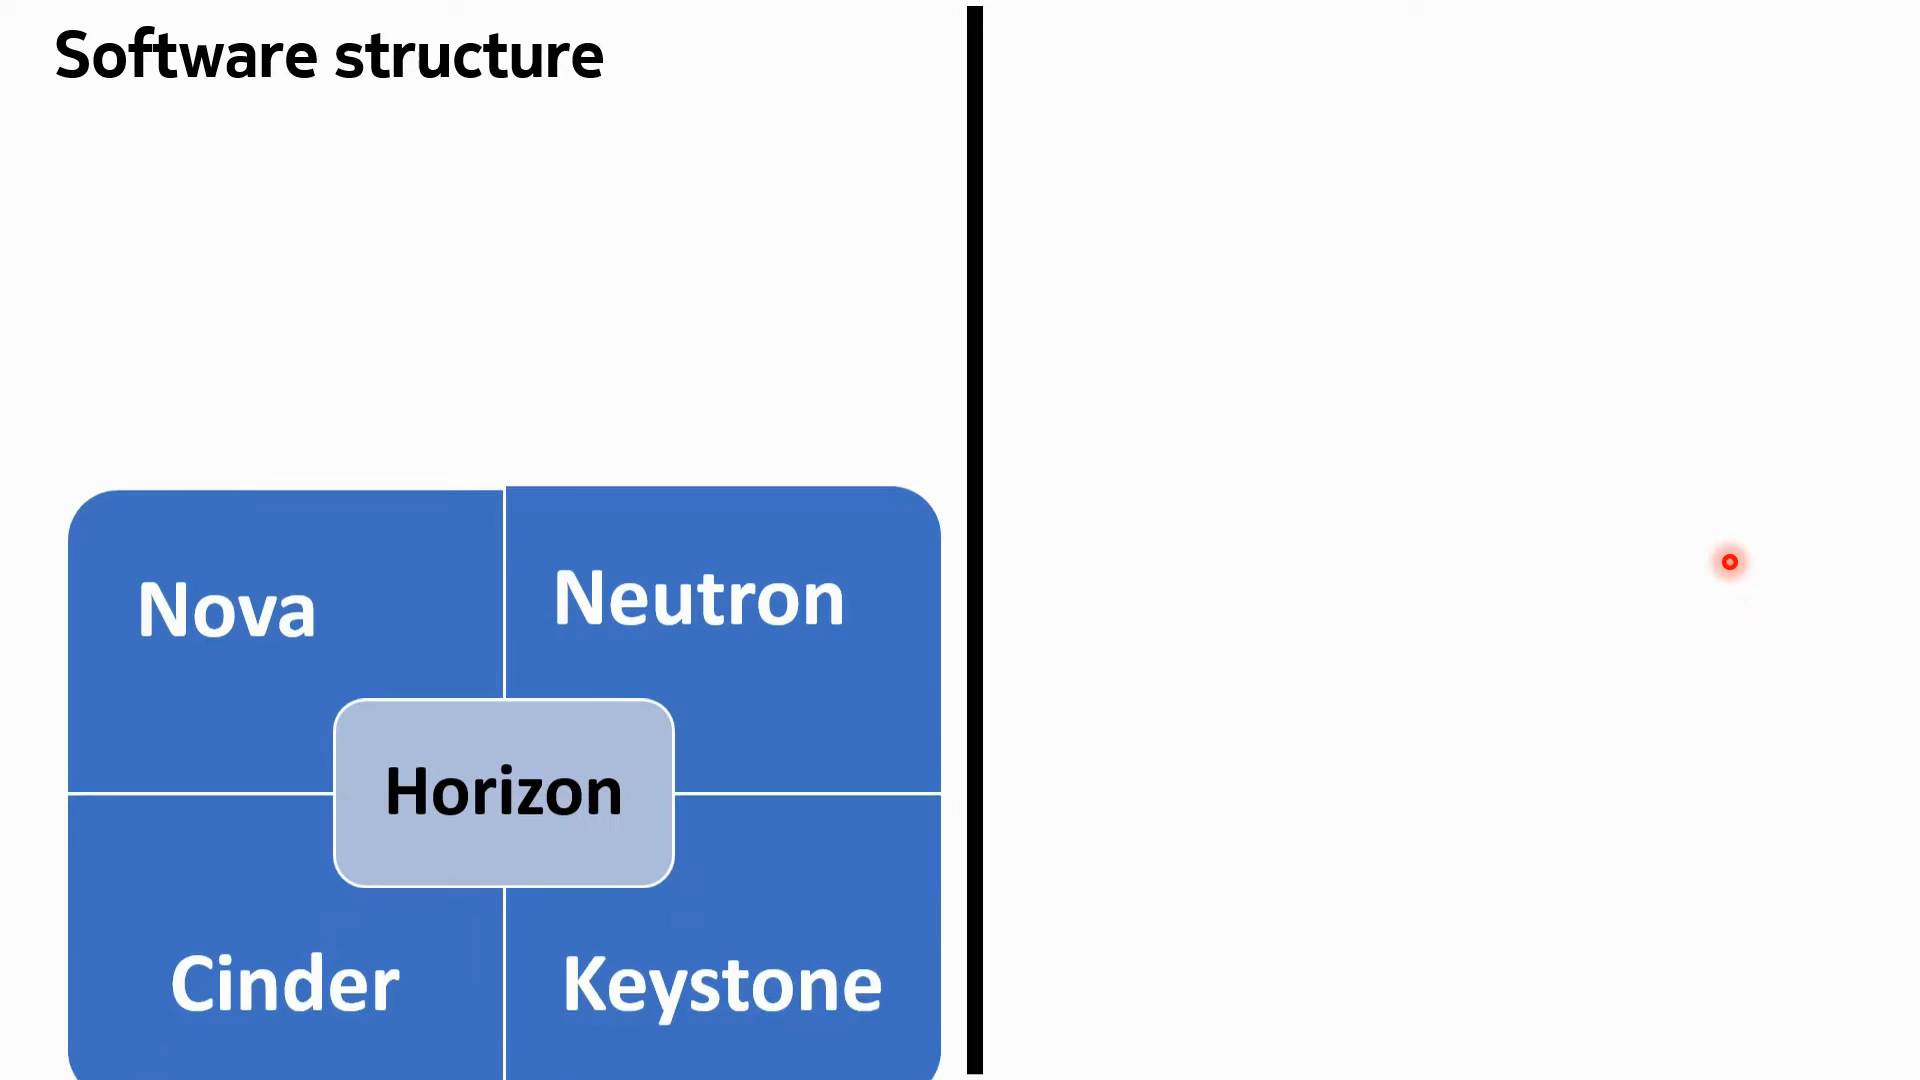 Software structure
Nova
Neutron
Horizon
Cinder
Keystone